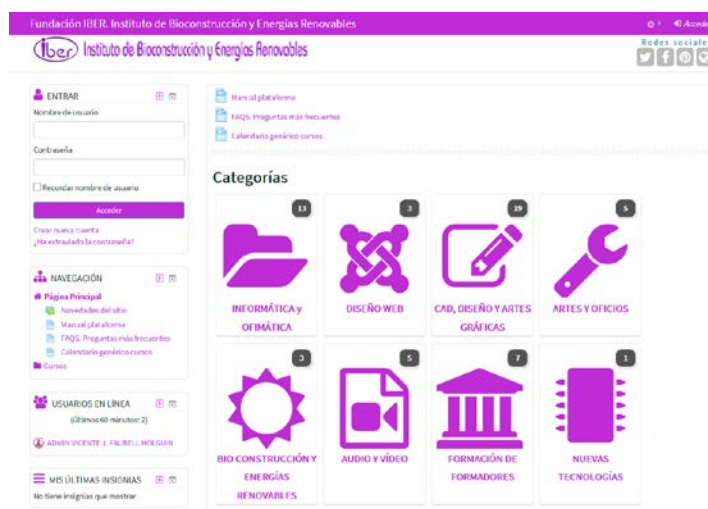 Fundación IBER. Instituto de Bioconstrucción y Energías Renovables
Iber Instituto de Bioconstrucción y Energías Renovables
Redes sociales
ENTRAR
Nombre de usuario
Contraseña
Recordar nombre de usuario
Acceder
Crear nueva cuenta
¿Ha extraviado la contraseña?
NAVEGACIÓN
Página Principal
Novedades del sitio
Manual plataforma
FAQS. Preguntas más frecuentes
Calendario genérico cursos
Cursos
USUARIOS EN LÍNEA
(últimos 60 minutos: 2)
ADMIN VICENTE J.
MIS ÚLTIMAS INSIGNIAS
No tiene insignias que mostrar
Manual plataforma
FAQS. Preguntas más frecuentes
Calendario genérico cursos
Categorías
13
INFORMÁTICA y
OFIMÁTICA
3
DISEÑO WEB
19
CAD, DISEÑO Y ARTES
GRÁFICAS
5
ARTES Y OFICIOS
3
BIO CONSTRUCCIÓN Y
ENERGÍAS
RENOVABLES
5
AUDIO Y VÍDEO
7
FORMACIÓN DE
FORMADORES
1
NUEVAS
TECNOLOGÍAS